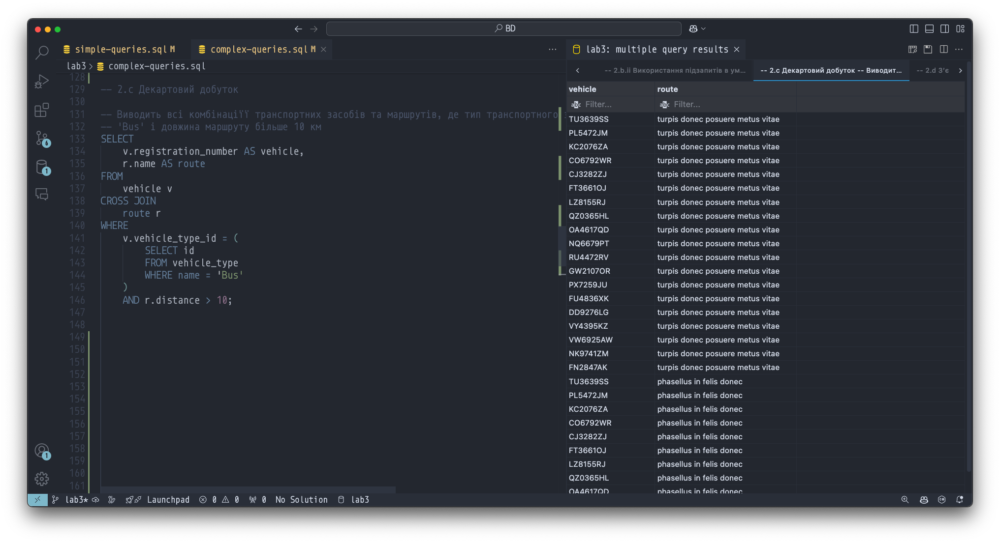 BD
simple-queries.sql M
complex-queries.sql M
lab3: multiple query results
lab3 > complex-queries.sql
-- 2.b.ii Використання підзапитів в ум...
-- 2.c Декартовий добуток -- Виводит...
-- 2.d З’є
128
129 -- 2.c Декартовий добуток
130
131 -- Виводить всі комбінаціїї транспортних засобів та маршрутів, де тип транспортного
132 -- 'Bus' і довжина маршруту більше 10 км
133 SELECT
134 v.registration_number AS vehicle,
135 r.name AS route
136 FROM
137 vehicle v
138 CROSS JOIN
139 route r
140 WHERE
141 v.vehicle_type_id = (
142 SELECT id
143 FROM vehicle_type
144 WHERE name = 'Bus'
145 )
146 AND r.distance > 10;
147
148
149
150
151
152
153
154
155
156
157
158
159
160
161
vehicle route
abc Filter... abc Filter...
TU3639SS turpis donec posuere metus vitae
PL5472JM turpis donec posuere metus vitae
KC2076ZA turpis donec posuere metus vitae
CO6792WR turpis donec posuere metus vitae
CJ3282ZJ turpis donec posuere metus vitae
FT3661OJ turpis donec posuere metus vitae
LZ8155RJ turpis donec posuere metus vitae
QZ0365HL turpis donec posuere metus vitae
OA4617QD turpis donec posuere metus vitae
NQ6679PT turpis donec posuere metus vitae
RU4472RV turpis donec posuere metus vitae
GW2107OR turpis donec posuere metus vitae
PX7259JU turpis donec posuere metus vitae
FU4836XK turpis donec posuere metus vitae
DD9276LG turpis donec posuere metus vitae
VY4395KZ turpis donec posuere metus vitae
VW6925AW turpis donec posuere metus vitae
NK9741ZM turpis donec posuere metus vitae
FN2847AK turpis donec posuere metus vitae
TU3639SS phasellus in felis donec
PL5472JM phasellus in felis donec
KC2076ZA phasellus in felis donec
CO6792WR phasellus in felis donec
CJ3282ZJ phasellus in felis donec
FT3661OJ phasellus in felis donec
LZ8155RJ phasellus in felis donec
QZ0365HL phasellus in felis donec
OA4617QD phasellus in felis donec
6
1
1
lab3* Launchpad 0 0 0 No Solution lab3